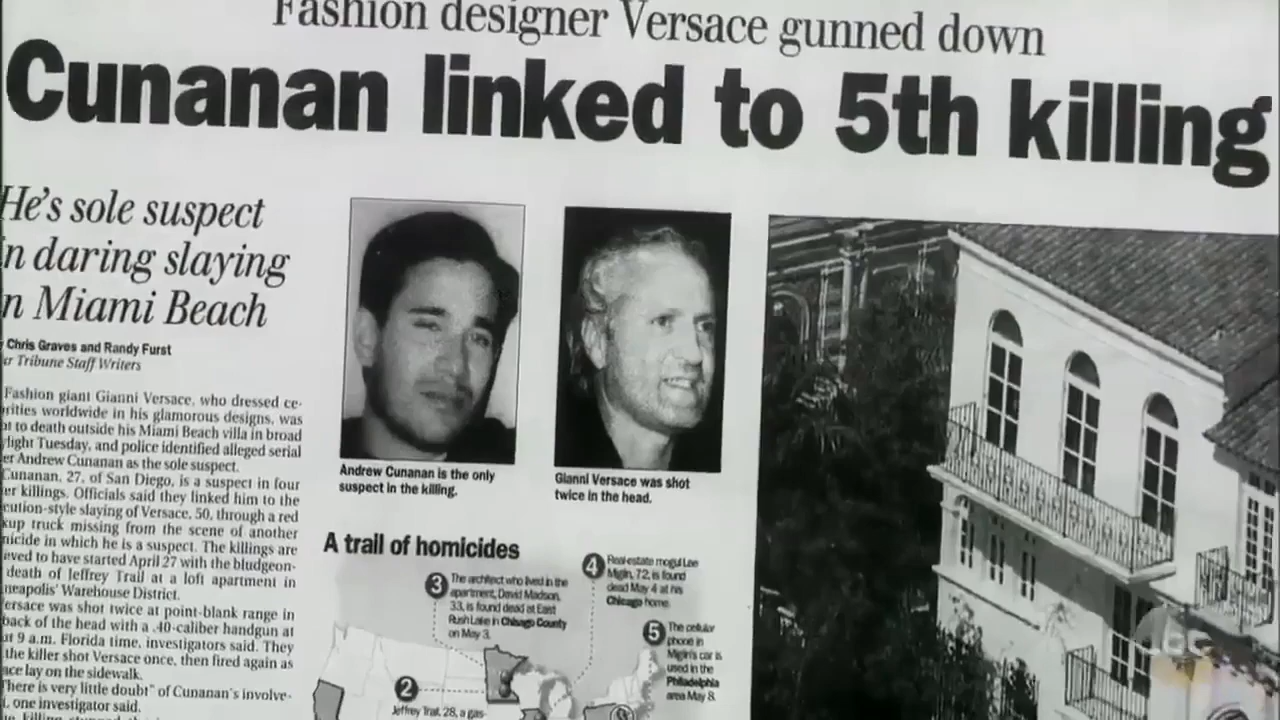 Fashion designer Versace gunned down
Cunanan linked to 5th killing
He's sole suspect
n daring slaying
n Miami Beach
Chris Graves and Randy Furst
er Tribune Staff Writers
Fashion giant Gianni Versace, who dressed ce-
rities worldwide in his glamorous designs, was
ot to death outside his Miami Beach villa in broad
light Tuesday, and police identified alleged serial
er Andrew Cunanan as the sole suspect.
Cunanan, 27, of San Diego, is a suspect in four
er killings. Officials said they linked him to the
cution-style slaying of Versace, 50, through a red
kup truck missing from the scene of another
micide in which he is a suspect. The killings are
eved to have started April 27 with the bludgeon-
death of Jeffrey Trail at a loft apartment in
neapolis' Warehouse District.
ersace was shot twice at point-blank range in
back of the head with a .40-caliber handgun at
at 9 a.m. Florida time, investigators said. They
the killer shot Versace once, then fired again as
ace lay on the sidewalk.
There is very little doubt" of Cunanan's involve-
, one investigator said.
Andrew Cunanan is the only
suspect in the killing.
Gianni Versace was shot
twice in the head.
A trail of homicides
3 The architect who lived in the
apartment, David Madson,
33, is found dead at East
Rush Lake in Chisago County
on May 3.
4 Real-estate mogul Lee
Miglin, 72, is found
dead May 4 at his
Chicago home.
5 The cellular
phone in
Miglin's car is
used in the
Philadelphia
area May 8.
2
Jeffrey Trail, 28, a gas-
abc